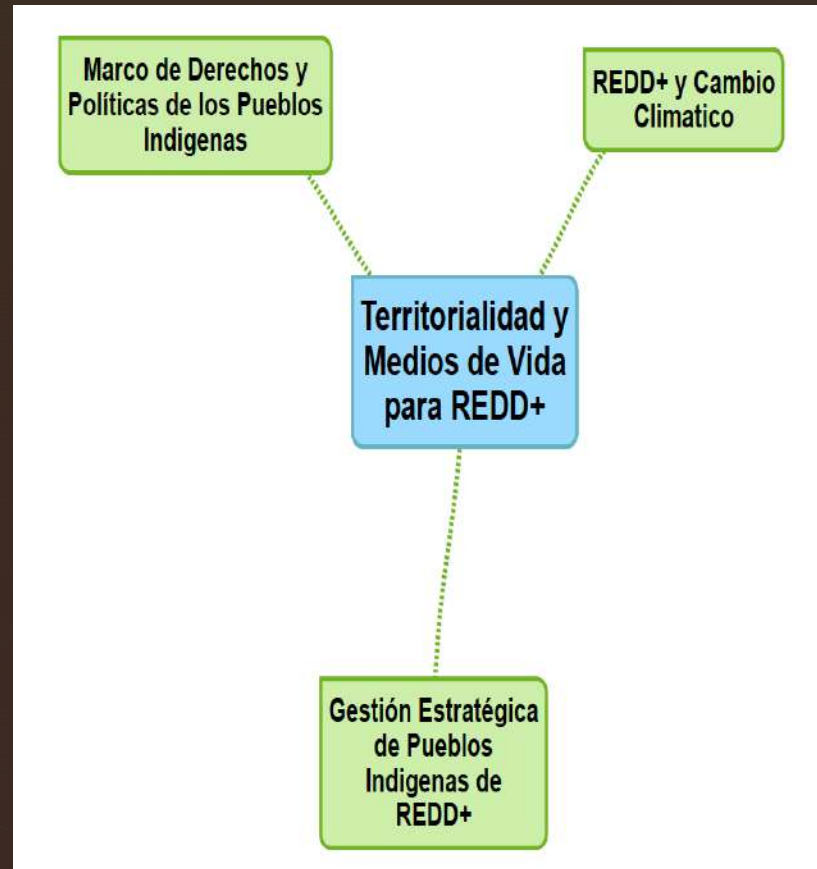 Marco de Derechos y
Políticas de los Pueblos
Indigenas
REDD+ y Cambio
Climatico
Territorialidad y
Medios de Vida
para REDD+
Gestión Estratégica
de Pueblos
Indigenas de
REDD+